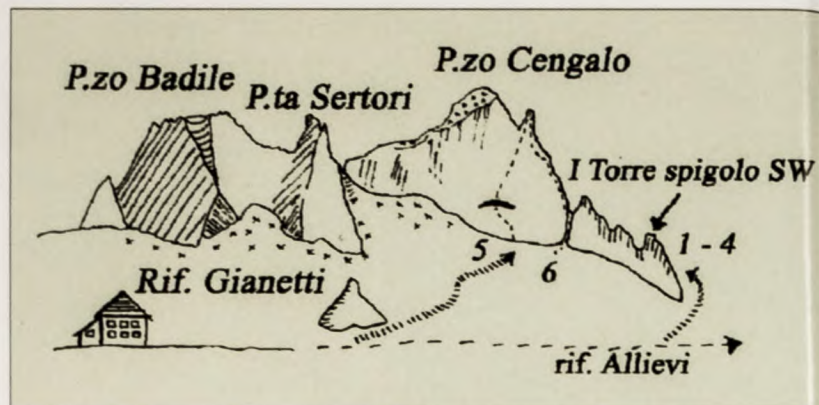 P.zo Badile
P.ta Sertori
P.zo Cengalo
I Torre spigolo SW
1 - 4
5
6
Rif. Gianetti
rif. Allievi